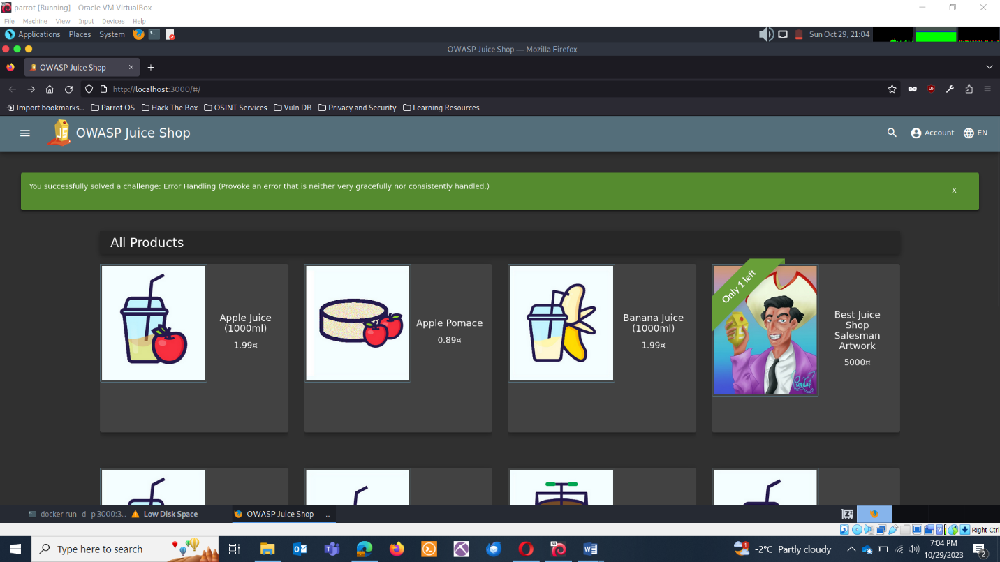 parrot [Running] - Oracle VM VirtualBox
File Machine View Input Devices Help
Applications Places System Sun Oct 29, 21:04
OWASP Juice Shop — Mozilla Firefox
OWASP Juice Shop
http://localhost:3000/#/
Import bookmarks... Parrot OS Hack The Box OSINT Services Vuln DB Privacy and Security Learning Resources
JS OWASP Juice Shop Account EN
You successfully solved a challenge: Error Handling (Provoke an error that is neither very gracefully nor consistently handled.) X
All Products
Apple Juice (1000ml)
1.99¤
Apple Pomace
0.89¤
Banana Juice (1000ml)
1.99¤
Only 1 left
Best Juice Shop Salesman Artwork
5000¤
docker run -d -p 3000:3... Low Disk Space OWASP Juice Shop — ...
Right Ctrl
Type here to search
1 -2°C Partly cloudy
7:04 PM
10/29/2023
2